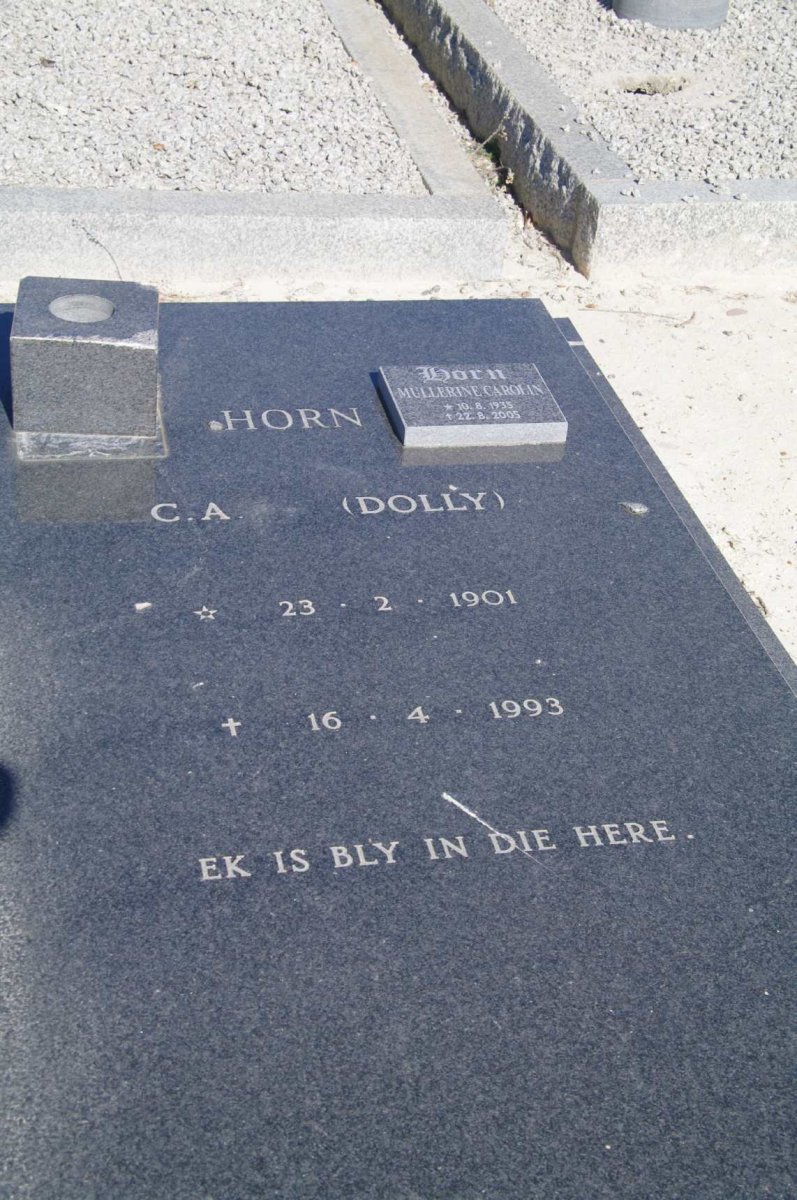 HORN
Horn
MULLERINE CAROLIN
* 10. 8. 1935
† 22. 8. 2005
C.A. (DOLLY)
☆ 23 · 2 · 1901
✝ 16 · 4 · 1993
EK IS BLY IN DIE HERE.